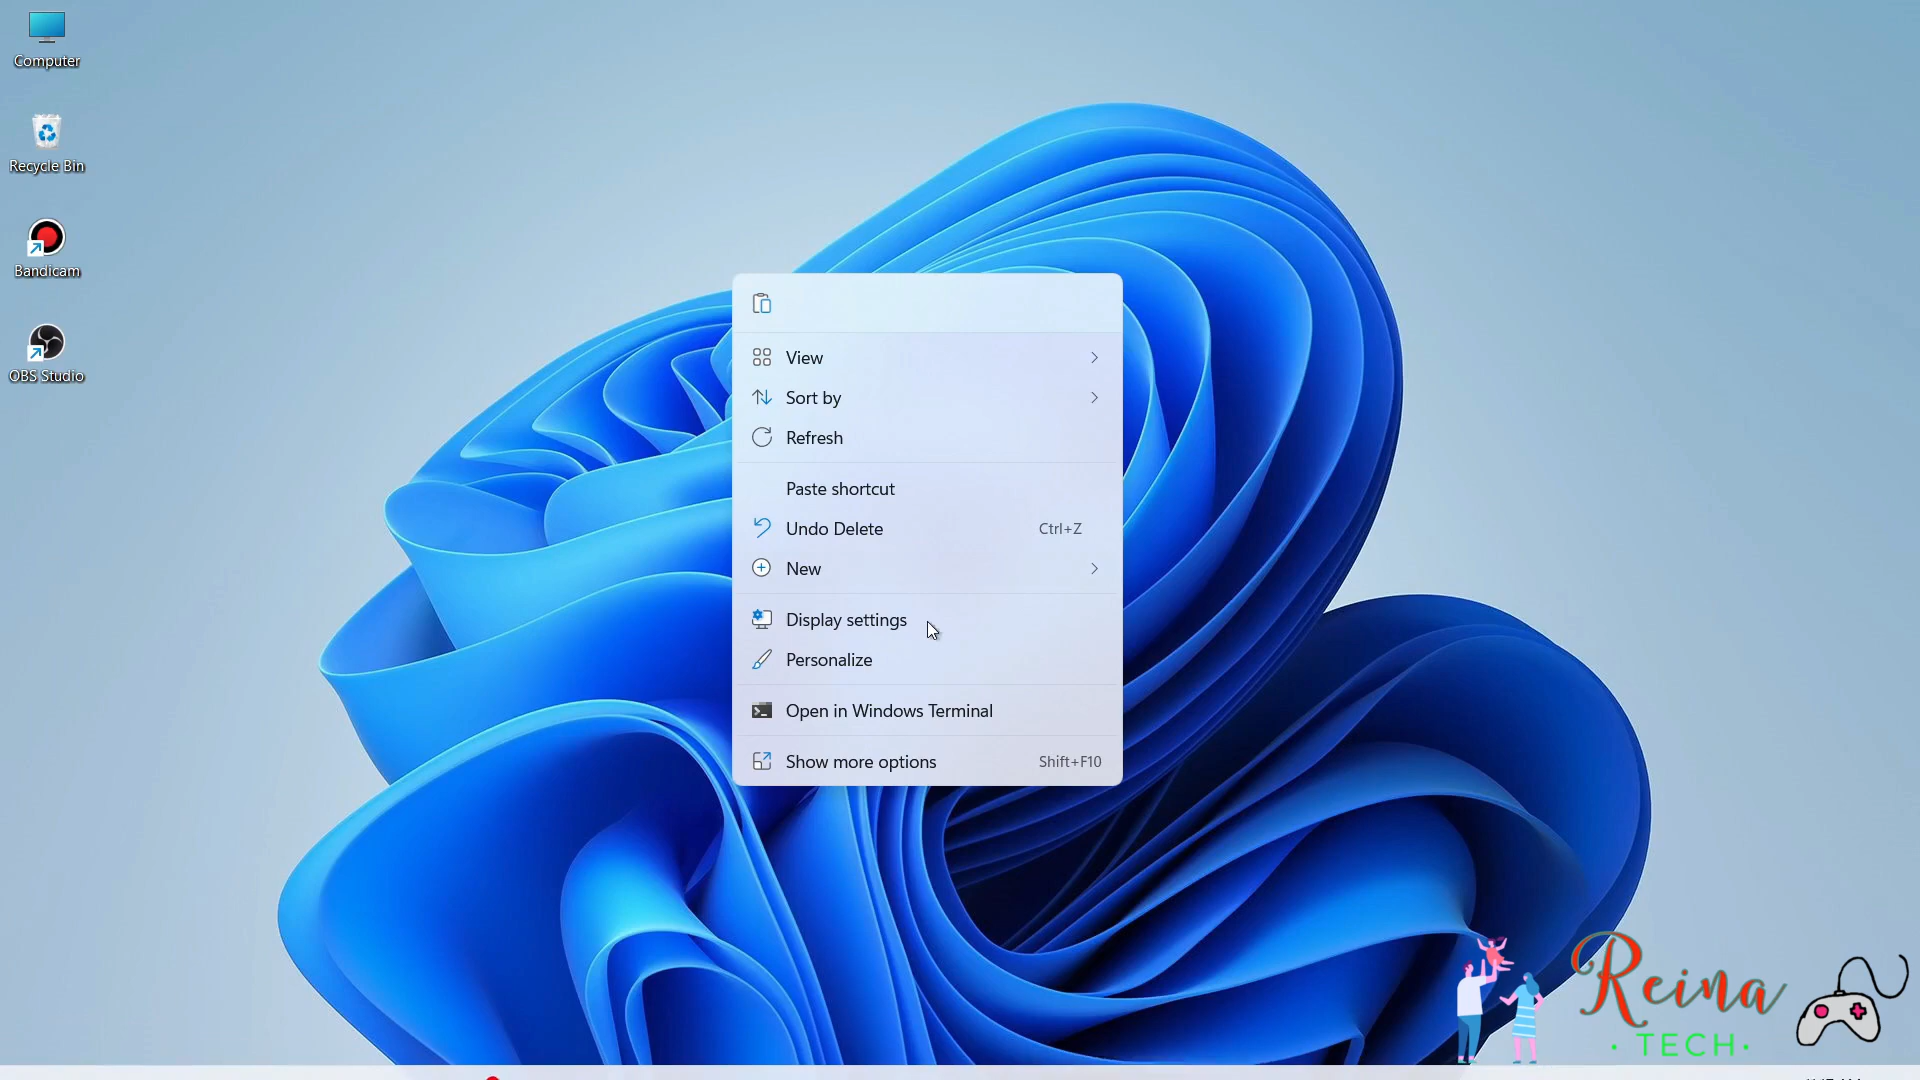 Computer
Recycle Bin
Bandicam
OBS Studio
View
Sort by
Refresh
Paste shortcut
Undo Delete Ctrl+Z
New
Display settings
Personalize
Open in Windows Terminal
Show more options Shift+F10
Reina
• TECH •